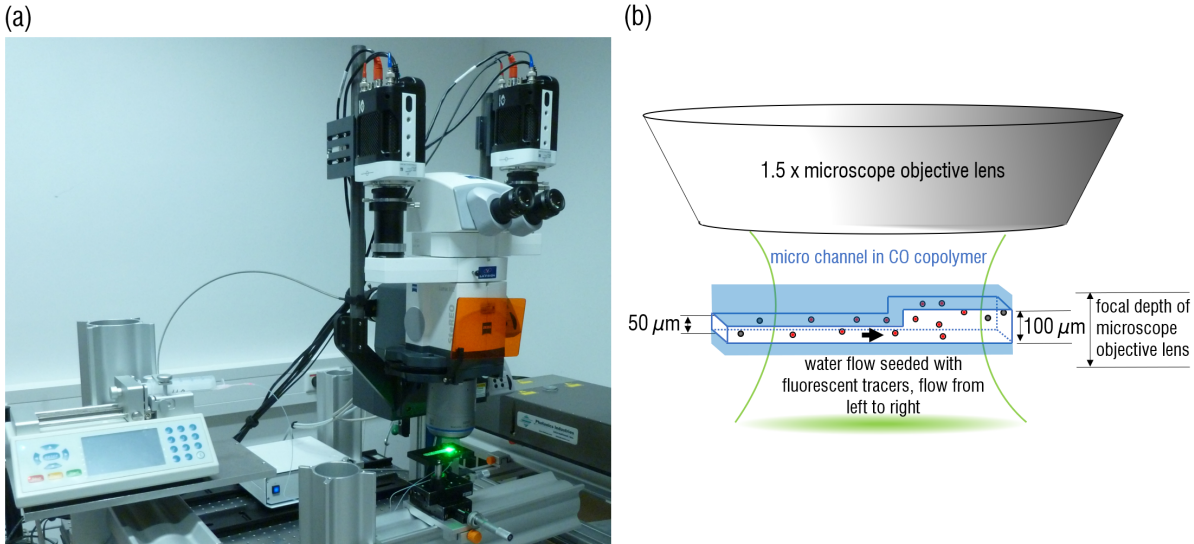 (a)
(b)
1.5 x microscope objective lens
micro channel in CO copolymer
50 µm
100 µm
focal depth of
microscope
objective lens
water flow seeded with
fluorescent tracers, flow from
left to right